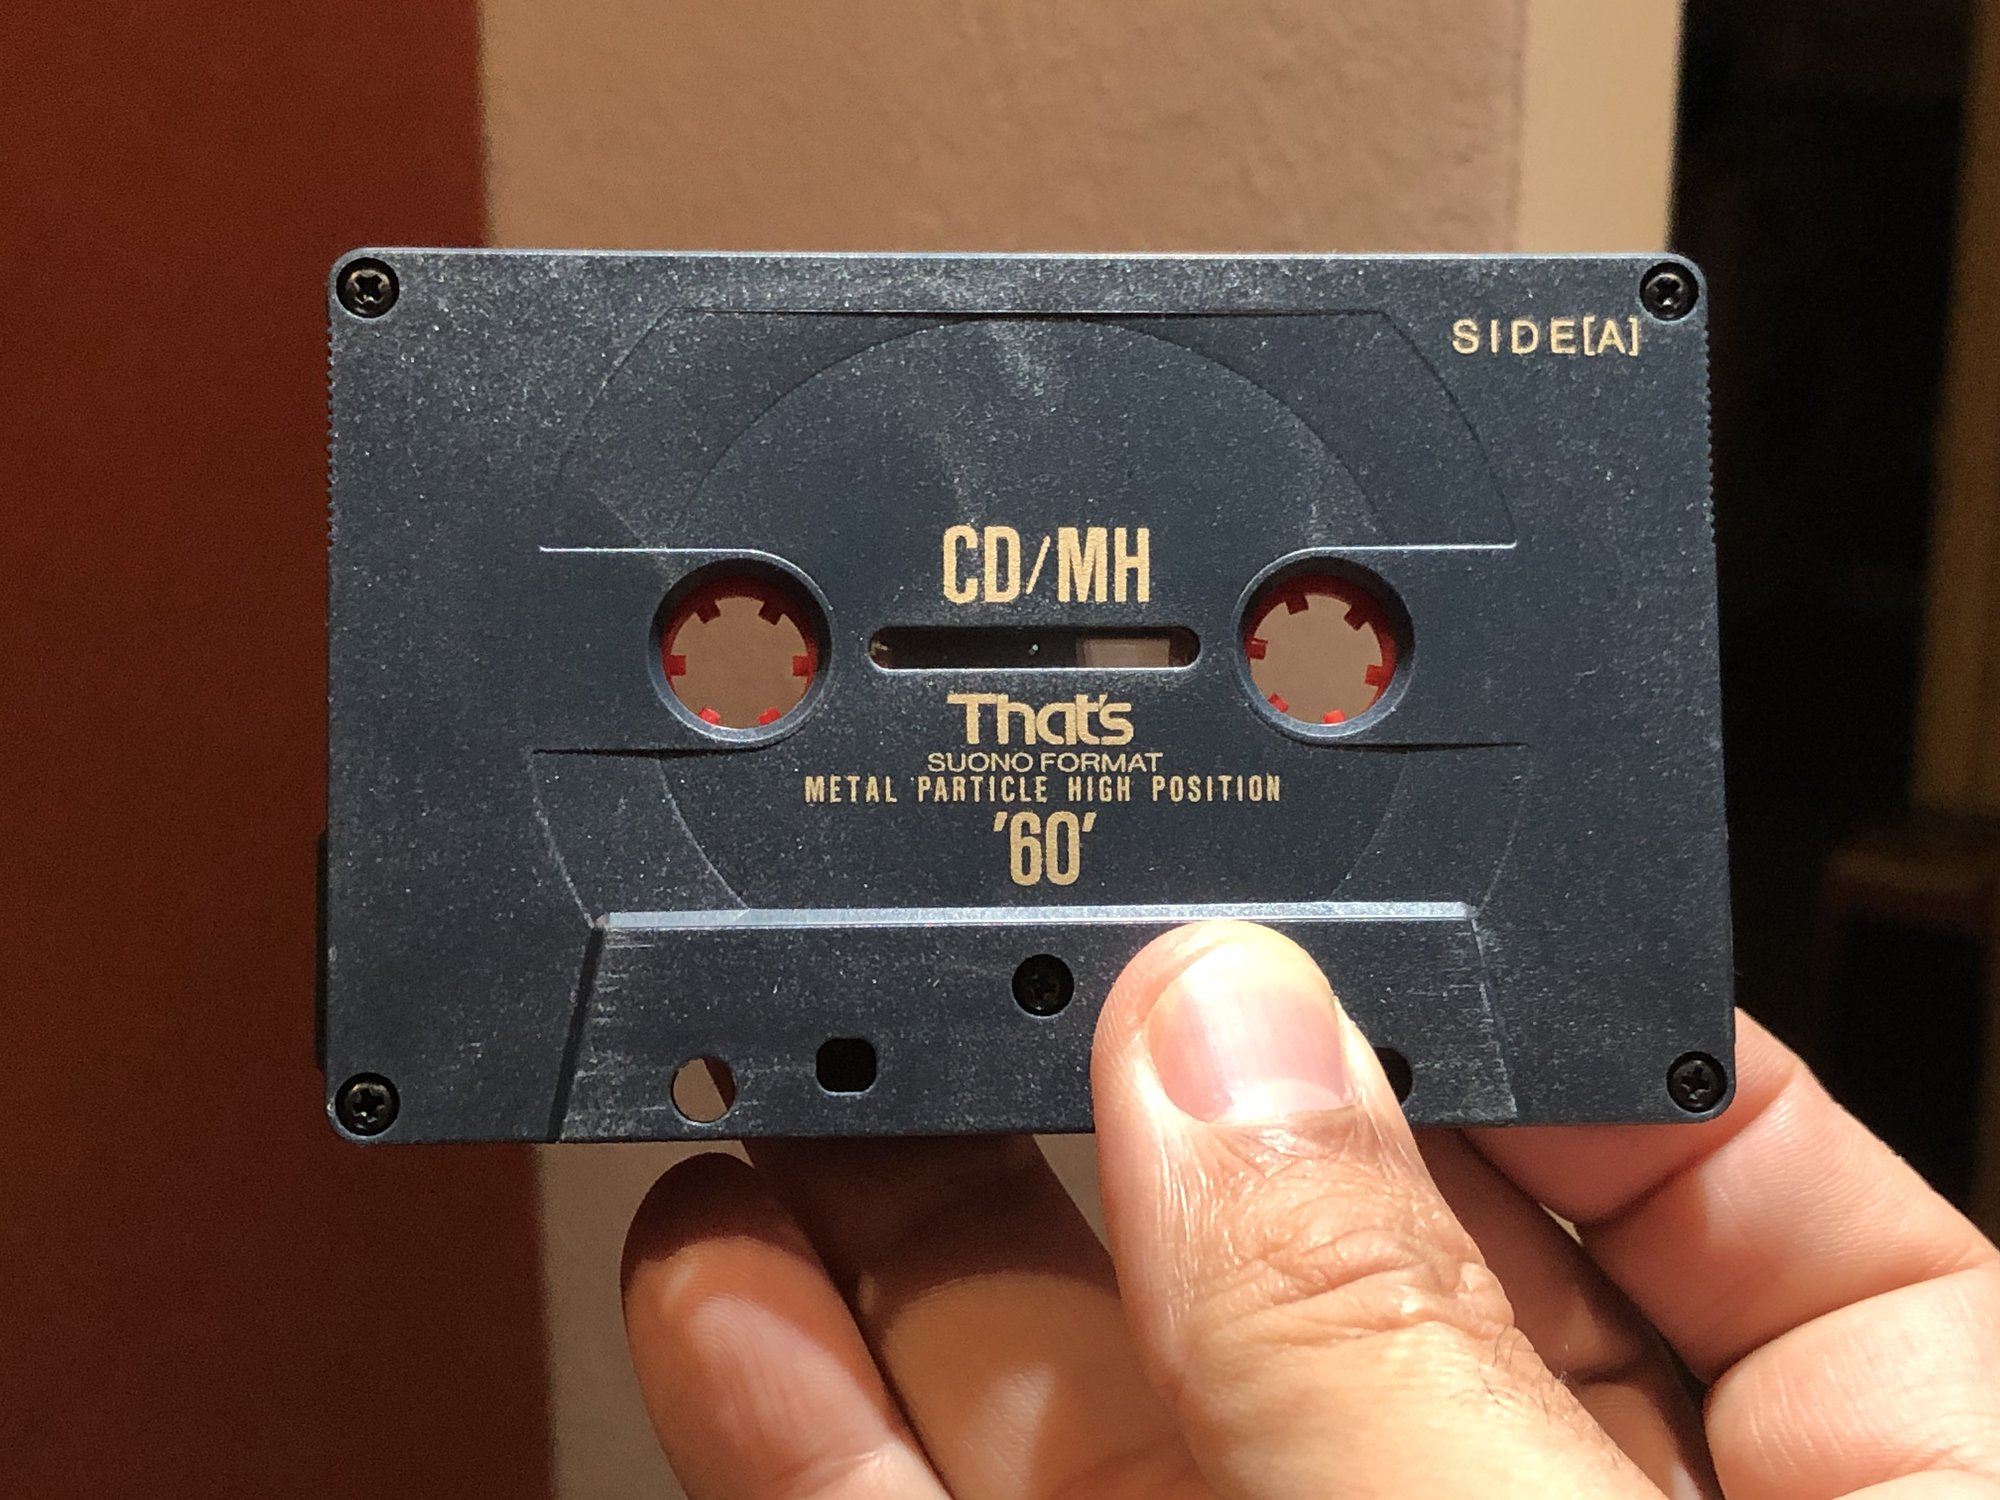 SIDE[A]
CD/MH
That's
SUONO FORMAT
METAL PARTICLE HIGH POSITION
'60'